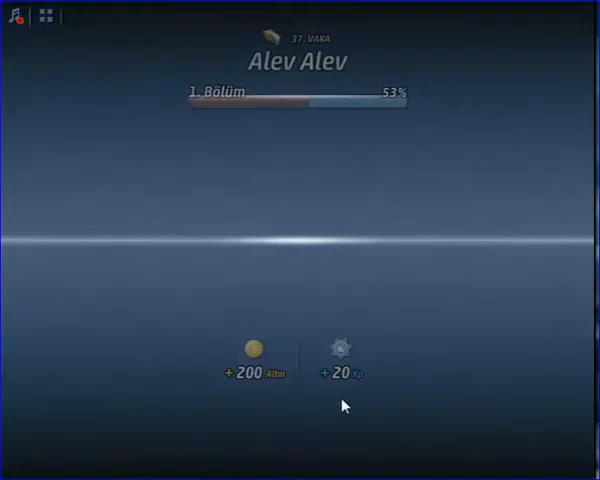 37. VAKA
Alev Alev
1. Bölüm 53%
+ 200 Altın + 20 Xp